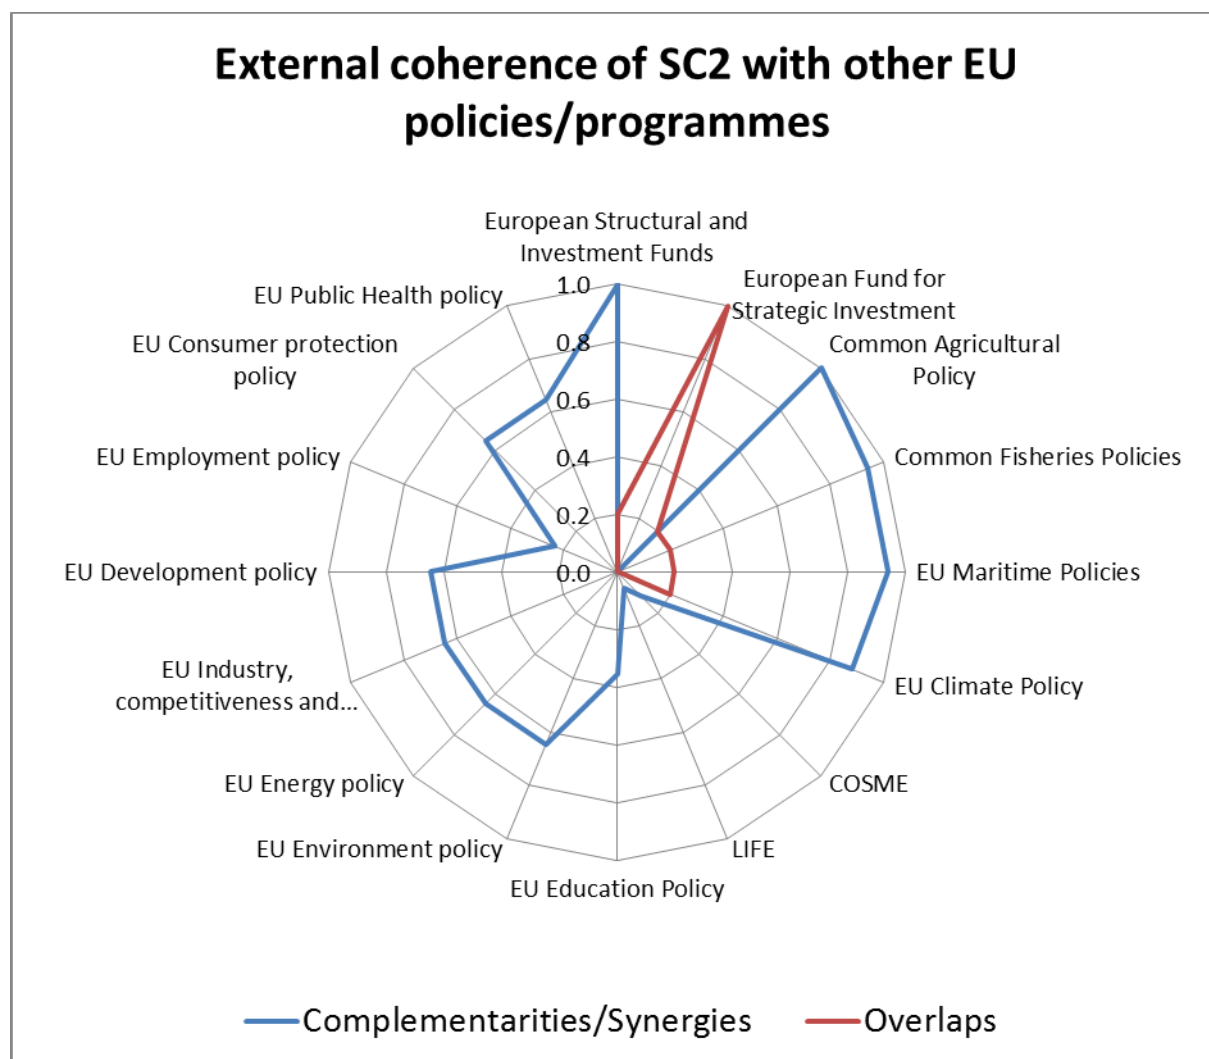 External coherence of SC2 with other EU
policies/programmes
European Structural and
Investment Funds
European Fund for
Strategic Investment
Common Agricultural
Policy
Common Fisheries Policies
EU Maritime Policies
EU Climate Policy
COSME
LIFE
EU Education Policy
EU Environment policy
EU Energy policy
EU Industry,
competitiveness and...
EU Development policy
EU Employment policy
EU Consumer protection
policy
EU Public Health policy
1.0
0.8
0.6
0.4
0.2
0.0
Complementarities/Synergies
Overlaps